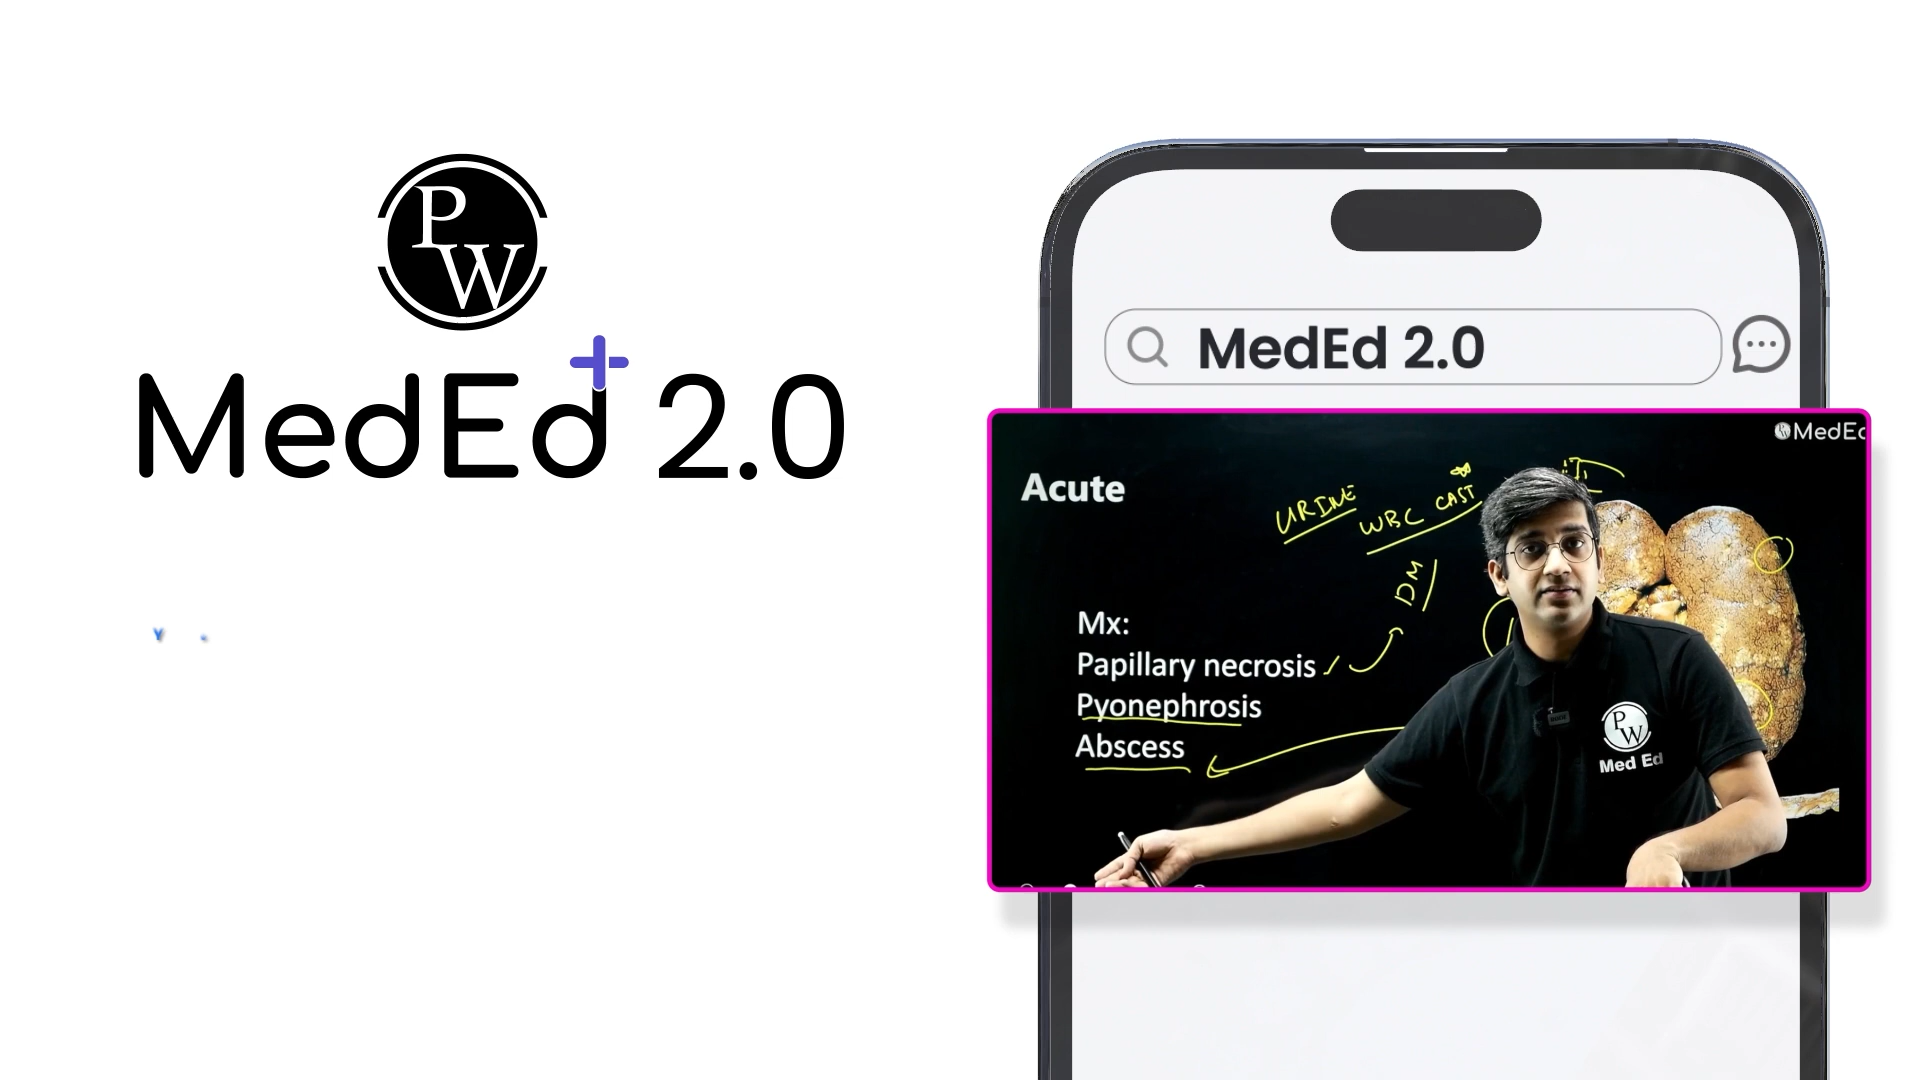 PW
MedEd 2.0
MedEd 2.0
MedEd
Acute
URINE
WBC CAST
DM
Mx:
Papillary necrosis
Pyonephrosis
Abscess
PW
Med Ed